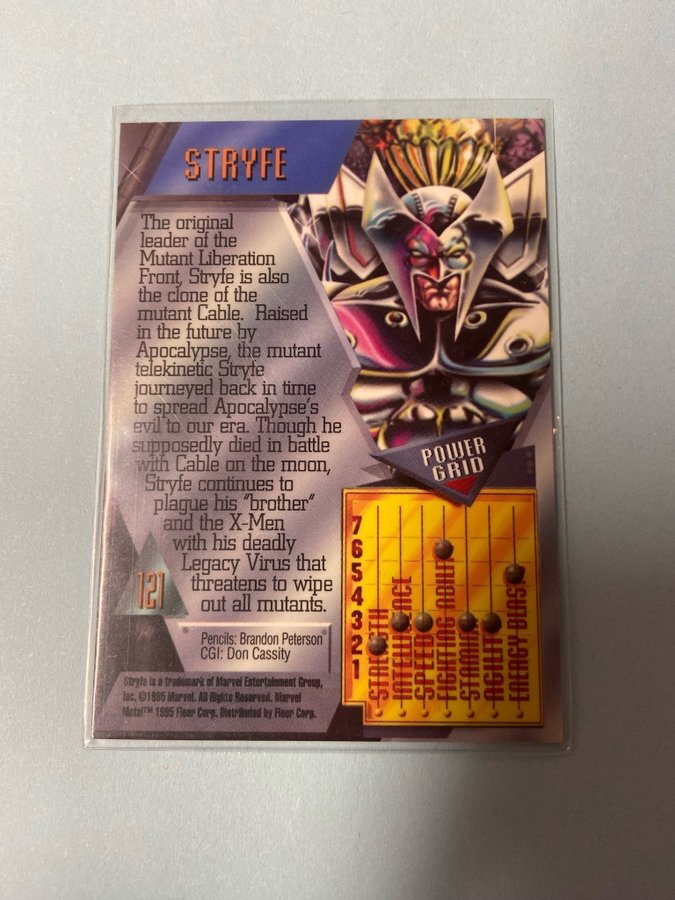 STRYFE
The original
leader of the
Mutant Liberation
Front, Stryfe is also
the clone of the
mutant Cable. Raised
in the future by
Apocalypse, the mutant
telekinetic Stryfe
journeyed back in time
to spread Apocalypse's
evil to our era. Though he
supposedly died in battle
with Cable on the moon,
Stryfe continues to
plague his "brother"
and the X-Men
with his deadly
Legacy Virus that
threatens to wipe
out all mutants.
121
Pencils: Brandon Peterson
CGI: Don Cassity
Stryfe is a trademark of Marvel Entertainment Group,
Inc. ©1995 Marvel. All Rights Reserved. Marvel
Metal™ 1995 Fleer Corp. Distributed by Fleer Corp.
POWER
GRID
7
6
5
4
3
2
1
STRENGTH
INTELLIGENCE
SPEED
FIGHTING ABILITY
STAMINA
AGILITY
ENERGY BLAST